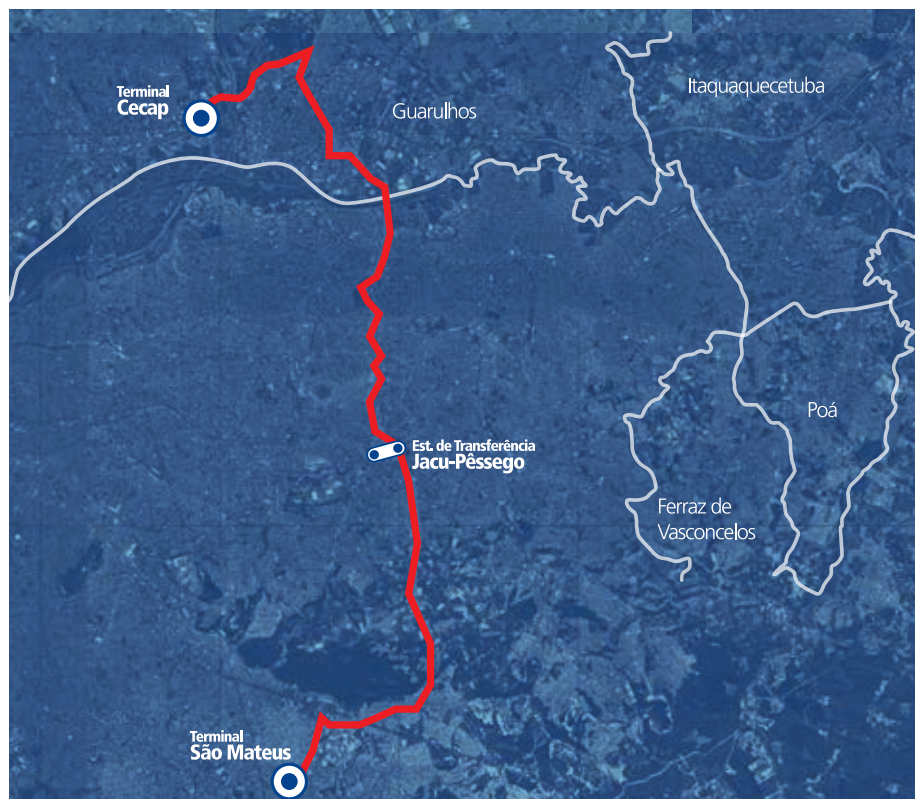 Itaquaquecetuba
Terminal
Cecap
Guarulhos
Poá
Est. de Transferência
Jacu-Pêssego
Ferraz de
Vasconcelos
Terminal
São Mateus